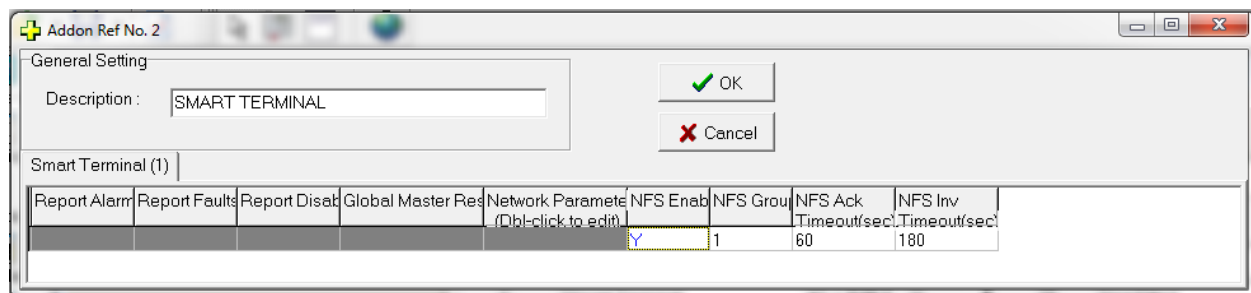 Addon Ref No. 2
General Setting
Description :
SMART TERMINAL
OK
Cancel
Smart Terminal (1)
Report Alarm Report Faults Report Disab Global Master Res Network Paramete NFS Enab NFS Group NFS Ack NFS Inv
(Dbl-click to edit) Timeout(sec) Timeout(sec)
Y 1 60 180